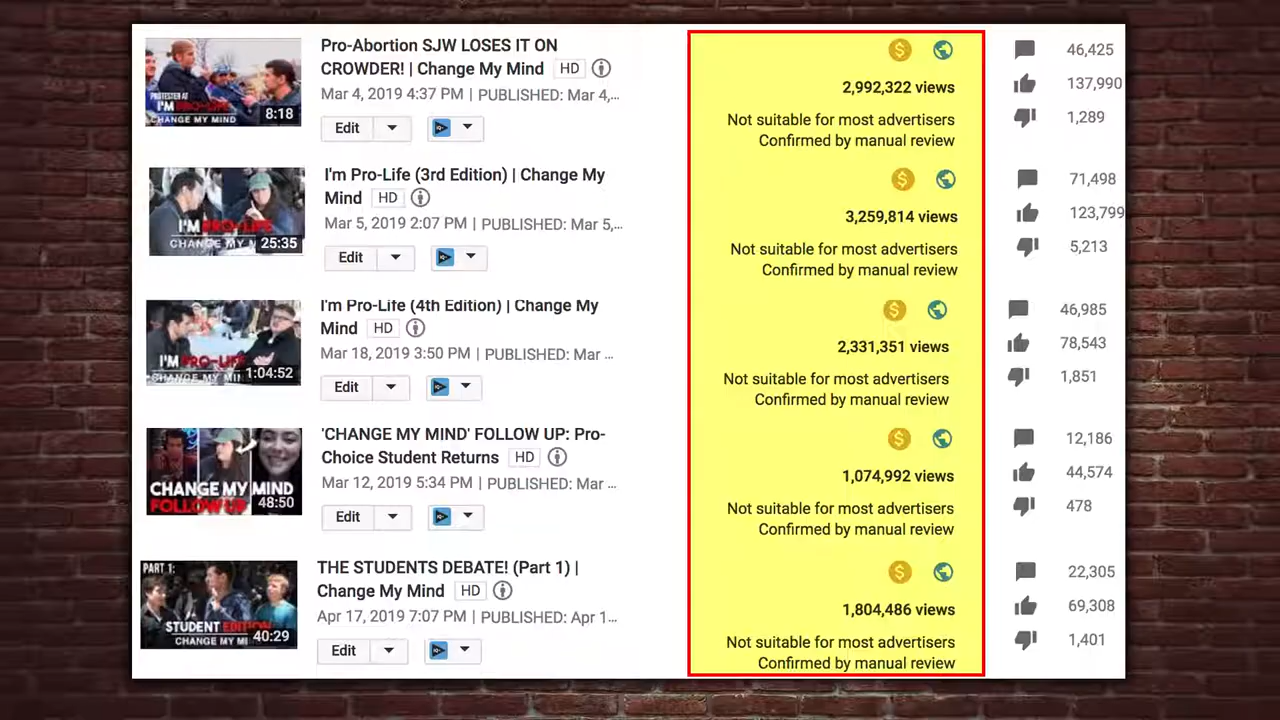 PROTESTER AT
I'M PRO-LIFE
CHANGE MY MIND
8:18
Pro-Abortion SJW LOSES IT ON
CROWDER! | Change My Mind HD
Mar 4, 2019 4:37 PM | PUBLISHED: Mar 4,...
Edit
2,992,322 views
Not suitable for most advertisers
Confirmed by manual review
46,425
137,990
1,289
I'M PRO-LIFE
CHANGE MY M
25:35
I'm Pro-Life (3rd Edition) | Change My
Mind HD
Mar 5, 2019 2:07 PM | PUBLISHED: Mar 5,...
Edit
3,259,814 views
Not suitable for most advertisers
Confirmed by manual review
71,498
123,799
5,213
I'M PRO-LIFE
CHANGE MY MI
1:04:52
I'm Pro-Life (4th Edition) | Change My
Mind HD
Mar 18, 2019 3:50 PM | PUBLISHED: Mar ...
Edit
2,331,351 views
Not suitable for most advertisers
Confirmed by manual review
46,985
78,543
1,851
CHANGE MY MIND
FOLLOW UP
48:50
'CHANGE MY MIND' FOLLOW UP: Pro-
Choice Student Returns HD
Mar 12, 2019 5:34 PM | PUBLISHED: Mar ...
Edit
1,074,992 views
Not suitable for most advertisers
Confirmed by manual review
12,186
44,574
478
PART 1:
STUDENT EDITION
CHANGE MY MI
40:29
THE STUDENTS DEBATE! (Part 1) |
Change My Mind HD
Apr 17, 2019 7:07 PM | PUBLISHED: Apr 1...
Edit
1,804,486 views
Not suitable for most advertisers
Confirmed by manual review
22,305
69,308
1,401